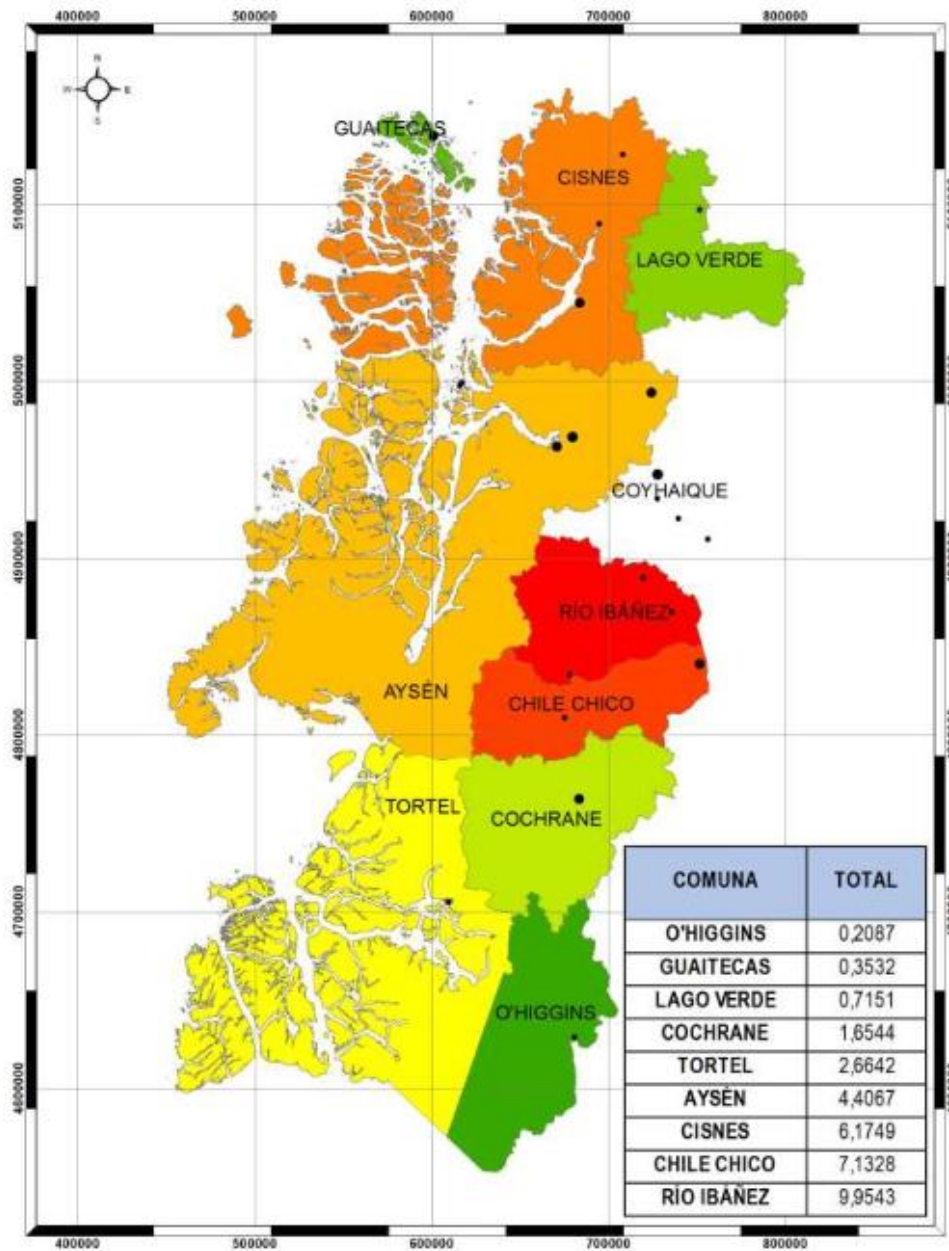 400000 500000 600000 700000 800000
N
W E
S
GUAITECAS
CISNES
5100000
LAGO VERDE
5000000
COYHAIQUE
4900000
RÍO IBÁÑEZ
AYSÉN
CHILE CHICO
4800000
TORTEL
COCHRANE
4700000
O'HIGGINS
4600000
COMUNA TOTAL
O'HIGGINS 0,2087
GUAITECAS 0,3532
LAGO VERDE 0,7151
COCHRANE 1,6544
TORTEL 2,6642
AYSÉN 4,4067
CISNES 6,1749
CHILE CHICO 7,1328
RÍO IBÁÑEZ 9,9543
400000 500000 600000 700000 800000